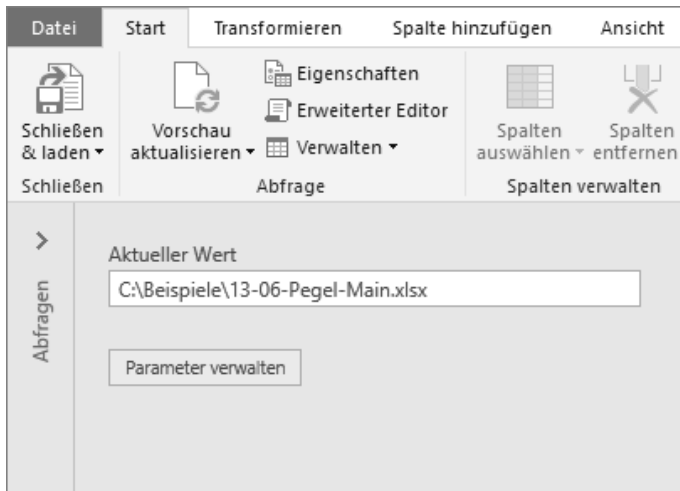 Datei Start Transformieren Spalte hinzufügen Ansicht
Schließen
& laden
Vorschau
aktualisieren
Eigenschaften
Erweiterter Editor
Verwalten
Spalten
auswählen
Spalten
entfernen
Schließen Abfrage Spalten verwalten
Abfragen
Aktueller Wert
C:\Beispiele\13-06-Pegel-Main.xlsx
Parameter verwalten